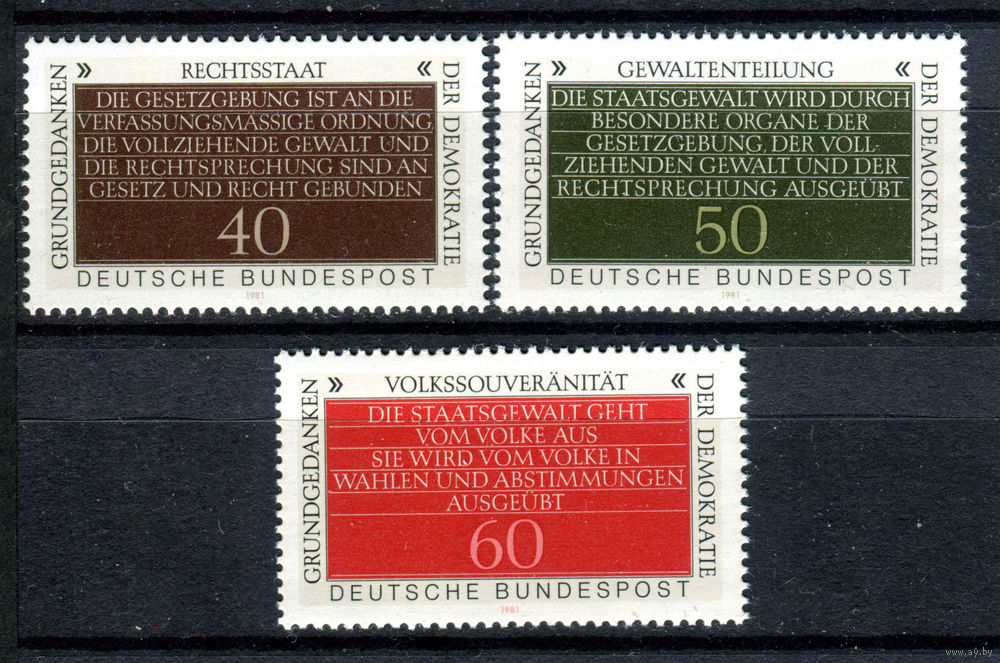 GRUNDGEDANKEN
» RECHTSSTAAT «
DIE GESETZGEBUNG IST AN DIE
VERFASSUNGSMÄSSIGE ORDNUNG,
DIE VOLLZIEHENDE GEWALT UND
DIE RECHTSPRECHUNG SIND AN
GESETZ UND RECHT GEBUNDEN
40
DER DEMOKRATIE
DEUTSCHE BUNDESPOST
1981
GRUNDGEDANKEN
» GEWALTENTEILUNG «
DIE STAATSGEWALT WIRD DURCH
BESONDERE ORGANE DER
GESETZGEBUNG, DER VOLL-
ZIEHENDEN GEWALT UND DER
RECHTSPRECHUNG AUSGEÜBT
50
DER DEMOKRATIE
DEUTSCHE BUNDESPOST
1981
GRUNDGEDANKEN
» VOLKSSOUVERÄNITÄT «
DIE STAATSGEWALT GEHT
VOM VOLKE AUS
SIE WIRD VOM VOLKE IN
WAHLEN UND ABSTIMMUNGEN
AUSGEÜBT
60
DER DEMOKRATIE
DEUTSCHE BUNDESPOST
1981
www.ay.by